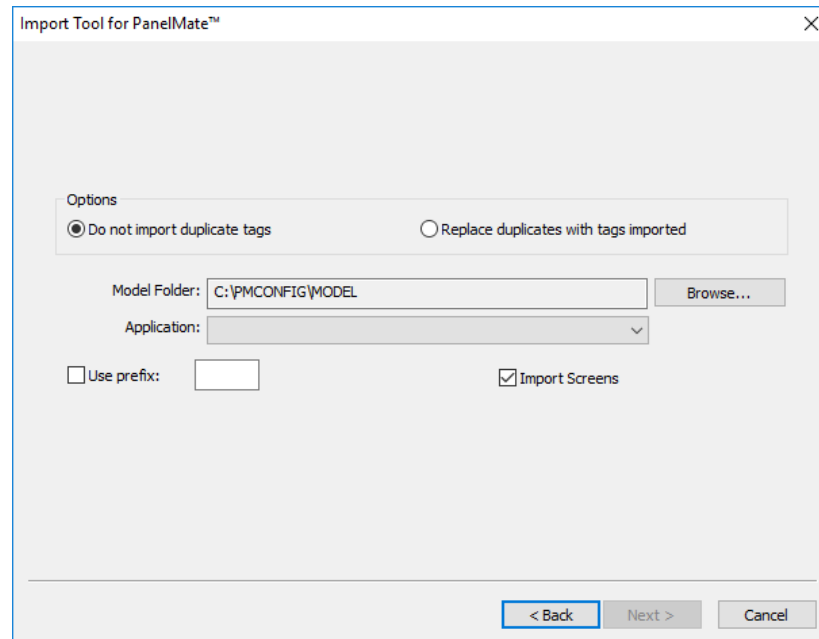 Import Tool for PanelMate™
Options
Do not import duplicate tags
Replace duplicates with tags imported
Model Folder: C:\PMCONFIG\MODEL Browse...
Application:
Use prefix:
Import Screens
< Back Next > Cancel